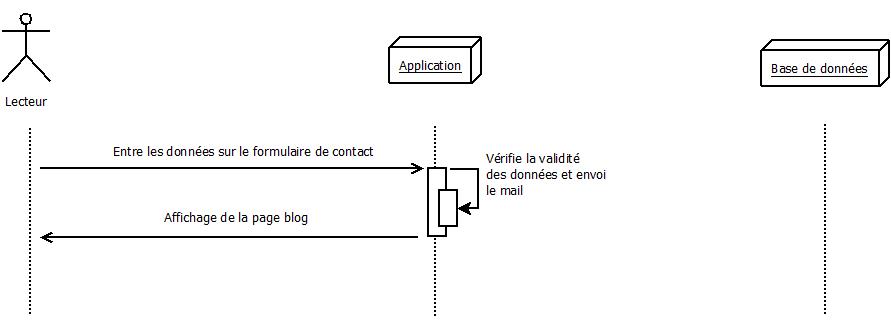 Lecteur
Application
Base de données
Entre les données sur le formulaire de contact
Vérifie la validité
des données et envoi
le mail
Affichage de la page blog